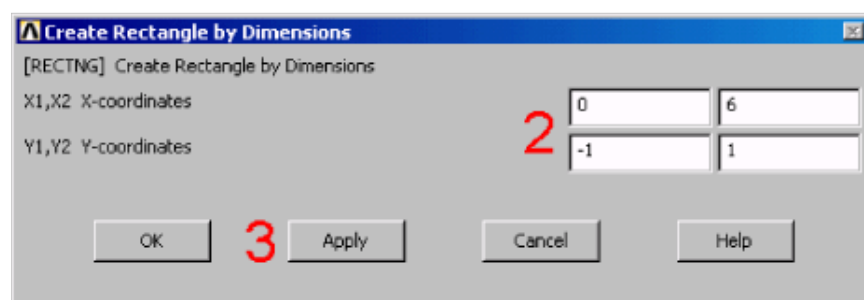 Create Rectangle by Dimensions
[RECTNG] Create Rectangle by Dimensions
X1,X2 X-coordinates 0 6
2
Y1,Y2 Y-coordinates -1 1
OK 3 Apply Cancel Help